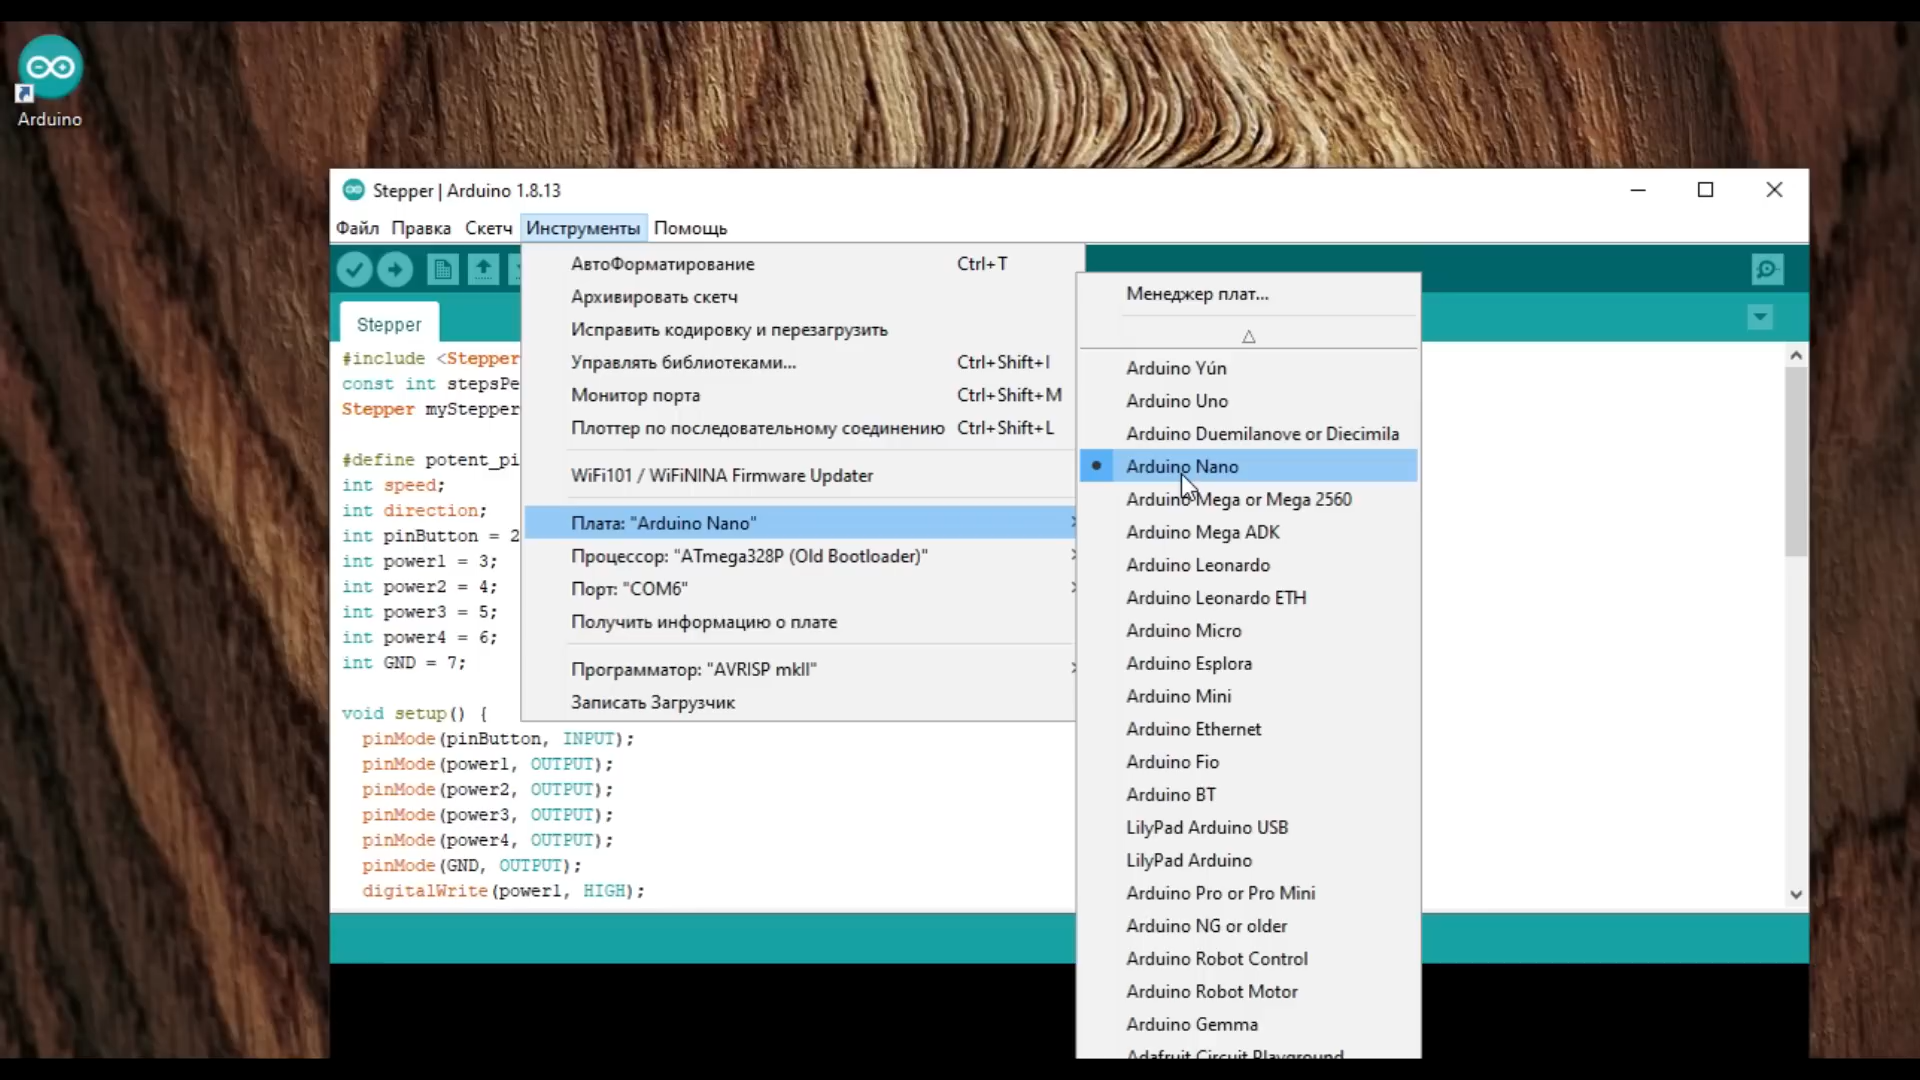 Arduino
Stepper | Arduino 1.8.13
Файл Правка Скетч Инструменты Помощь
АвтоФорматирование Ctrl+T
Архивировать скетч
Исправить кодировку и перезагрузить
Управлять библиотеками... Ctrl+Shift+I
Монитор порта Ctrl+Shift+M
Плоттер по последовательному соединению Ctrl+Shift+L
WiFi101 / WiFiNINA Firmware Updater
Плата: "Arduino Nano"
Процессор: "ATmega328P (Old Bootloader)"
Порт: "COM6"
Получить информацию о плате
Программатор: "AVRISP mkII"
Записать Загрузчик
Менеджер плат...
Arduino Yún
Arduino Uno
Arduino Duemilanove or Diecimila
Arduino Nano
Arduino Mega or Mega 2560
Arduino Mega ADK
Arduino Leonardo
Arduino Leonardo ETH
Arduino Micro
Arduino Esplora
Arduino Mini
Arduino Ethernet
Arduino Fio
Arduino BT
LilyPad Arduino USB
LilyPad Arduino
Arduino Pro or Pro Mini
Arduino NG or older
Arduino Robot Control
Arduino Robot Motor
Arduino Gemma
Adafruit Circuit Playground
Stepper
#include <Stepper
const int stepsPe
Stepper myStepper
#define potent_pi
int speed;
int direction;
int pinButton = 2
int power1 = 3;
int power2 = 4;
int power3 = 5;
int power4 = 6;
int GND = 7;
void setup() {
pinMode(pinButton, INPUT);
pinMode(power1, OUTPUT);
pinMode(power2, OUTPUT);
pinMode(power3, OUTPUT);
pinMode(power4, OUTPUT);
pinMode(GND, OUTPUT);
digitalWrite(power1, HIGH);